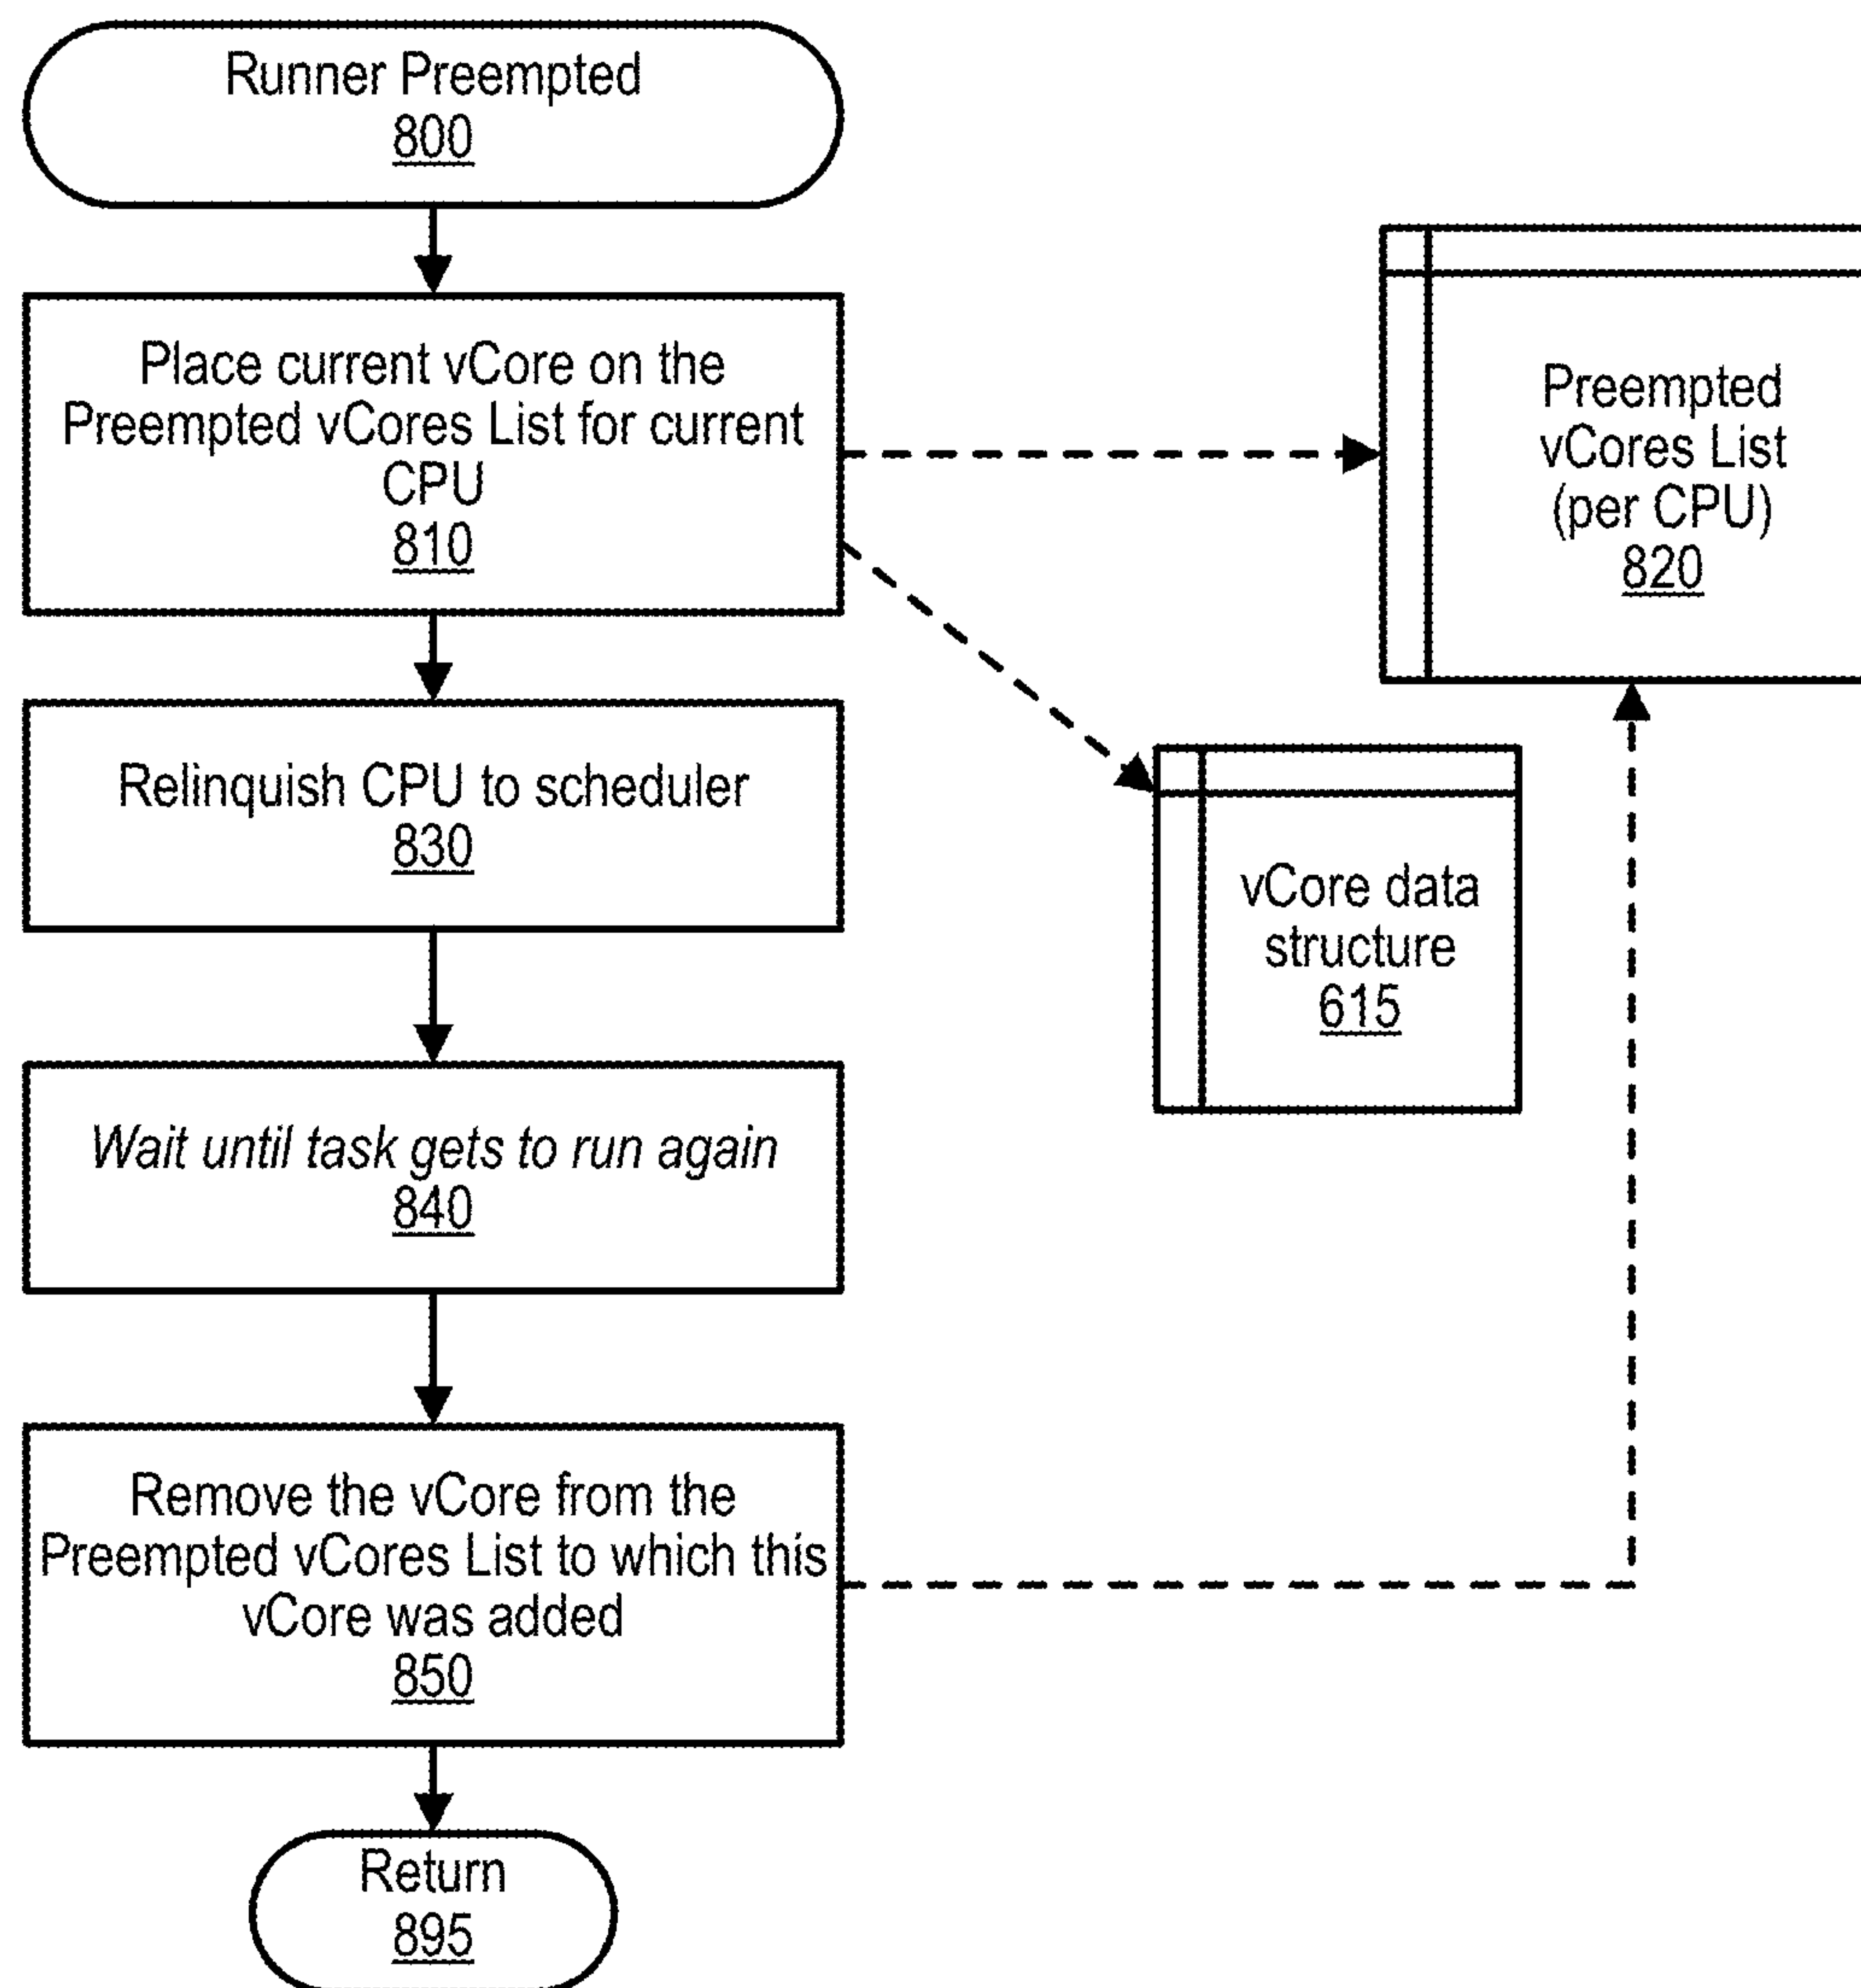 Runner Preempted
800
Place current vCore on the
Preempted vCores List for current
CPU
810
Preempted
vCores List
(per CPU)
820
Relinquish CPU to scheduler
830
vCore data
structure
615
Wait until task gets to run again
840
Remove the vCore from the
Preempted vCores List to which this
vCore was added
850
Return
895